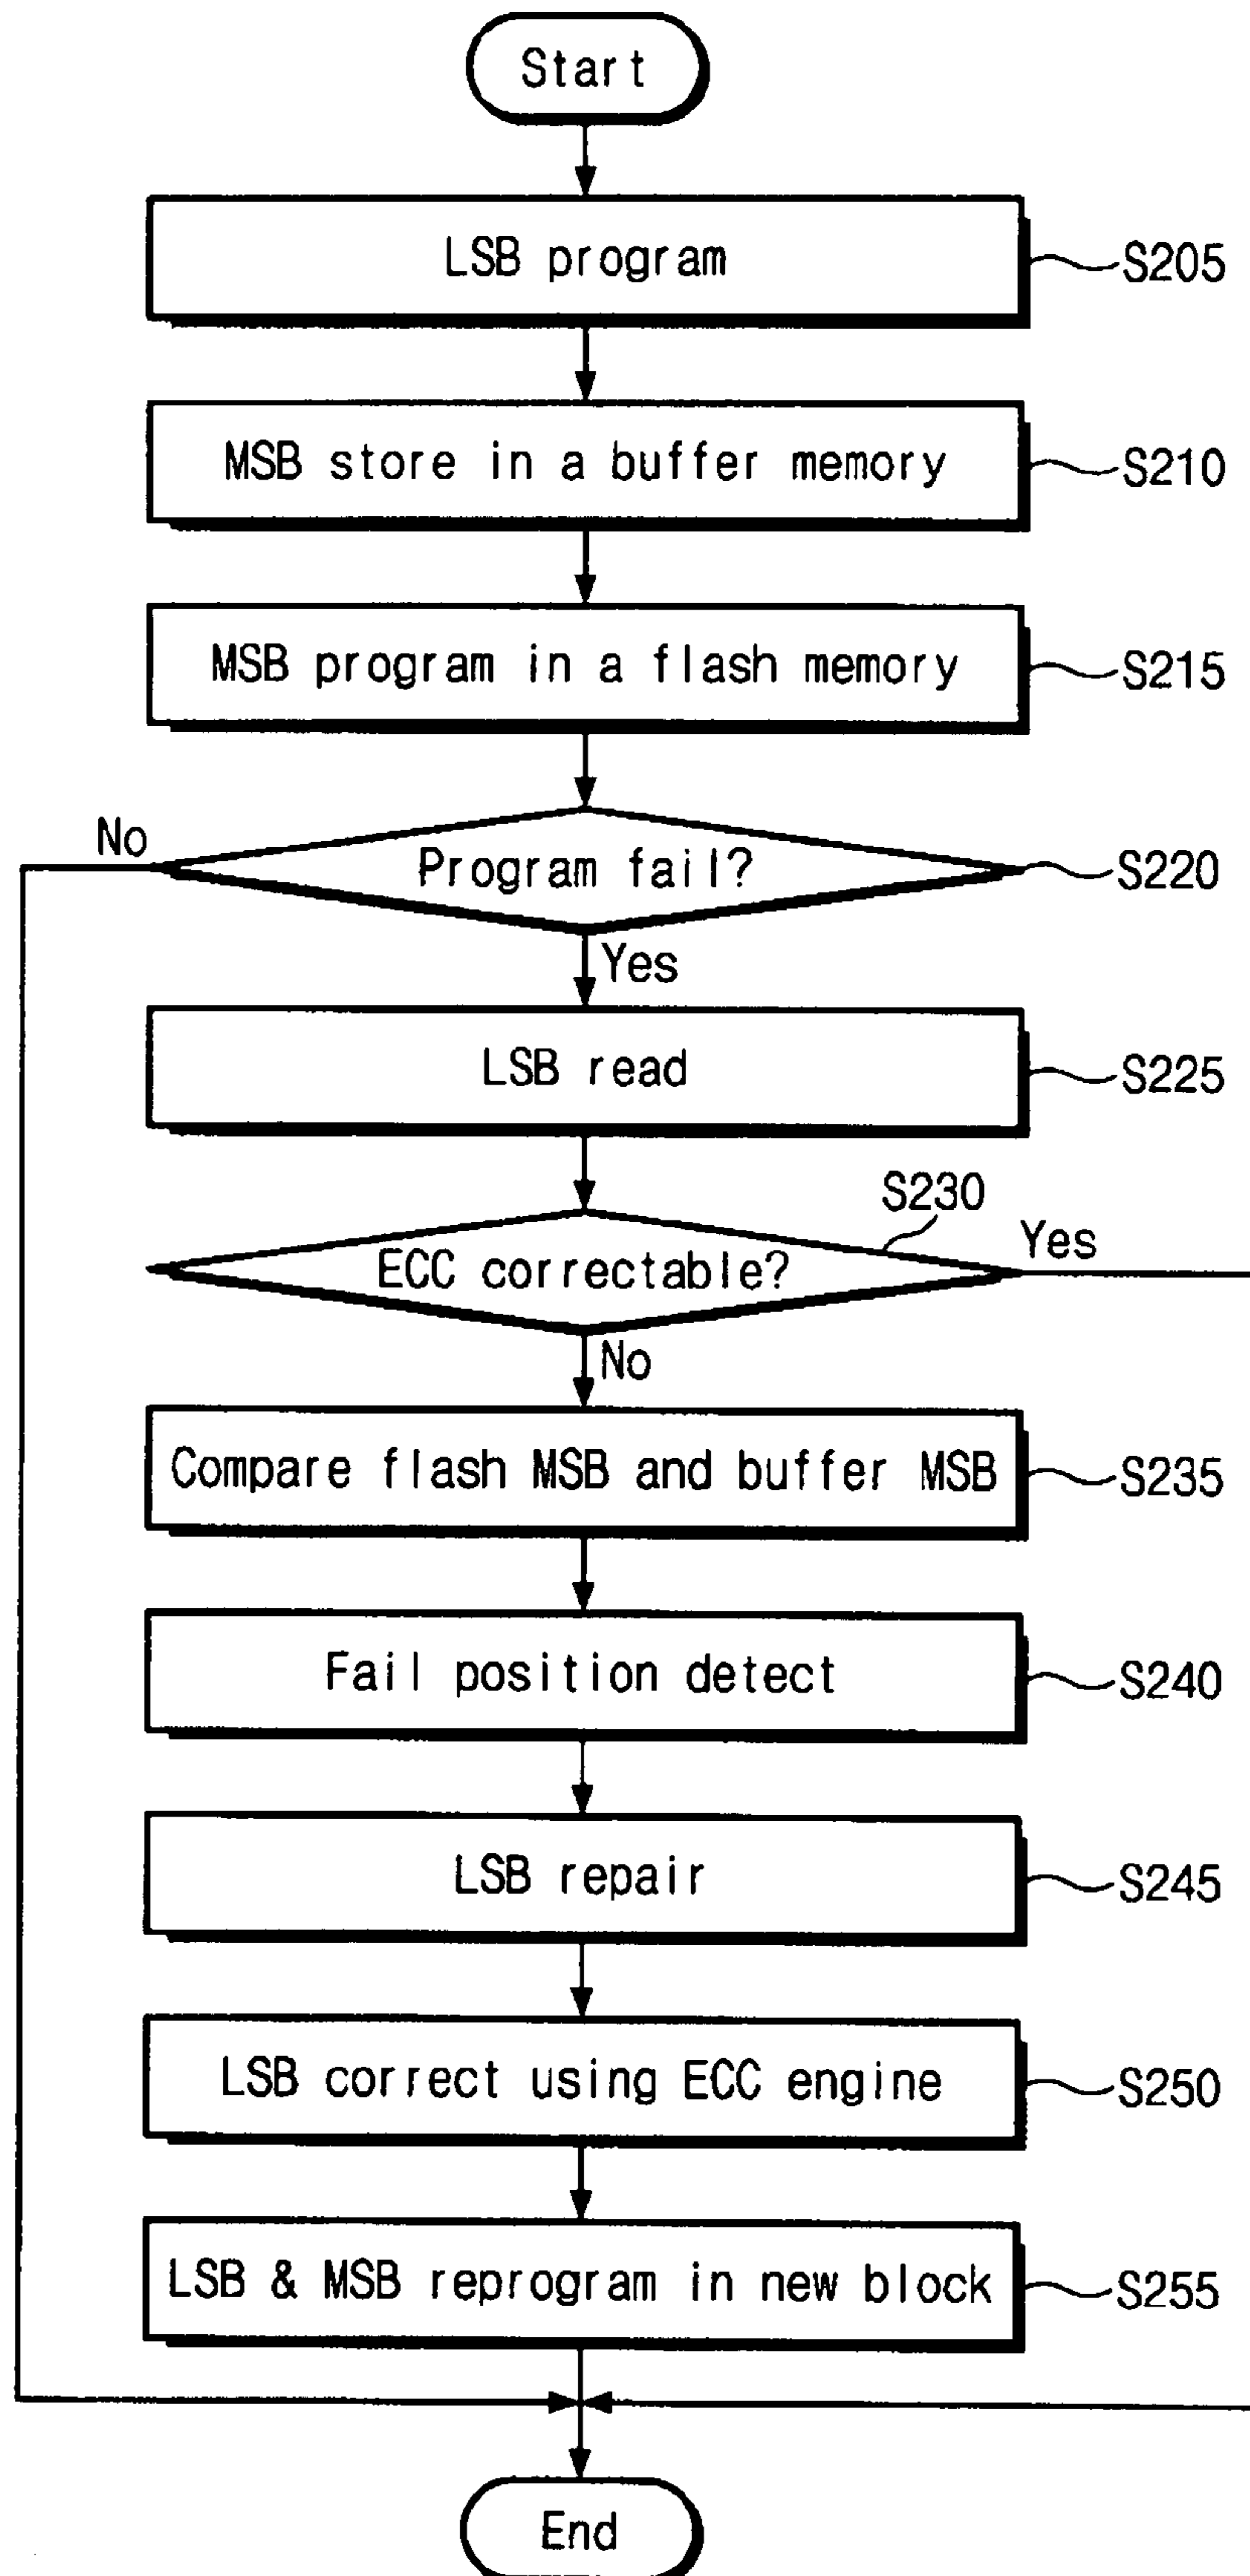 Start
LSB program
S205
MSB store in a buffer memory
S210
MSB program in a flash memory
S215
No
Program fail?
S220
Yes
LSB read
S225
S230
ECC correctable?
Yes
No
Compare flash MSB and buffer MSB
S235
Fail position detect
S240
LSB repair
S245
LSB correct using ECC engine
S250
LSB & MSB reprogram in new block
S255
End